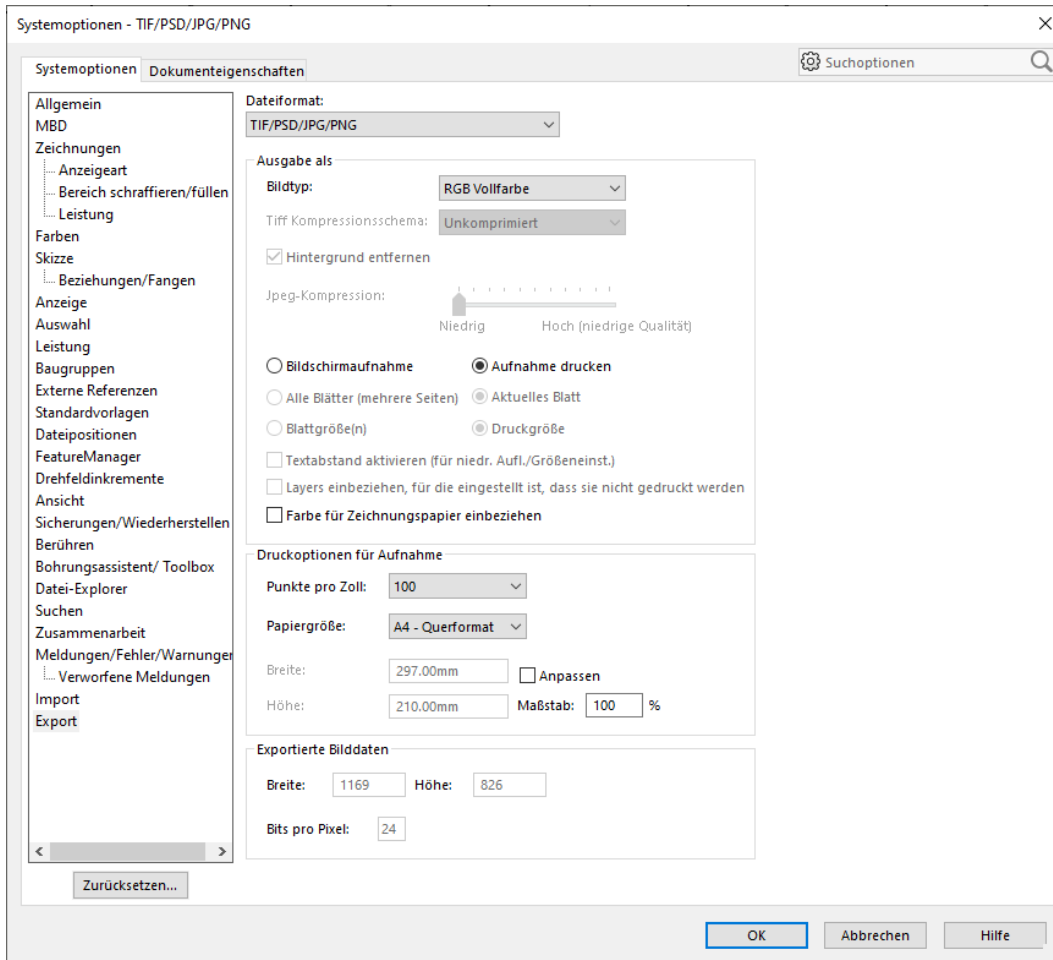 Systemoptionen - TIF/PSD/JPG/PNG
Systemoptionen Dokumenteigenschaften
Suchoptionen
Allgemein
MBD
Zeichnungen
Anzeigeart
Bereich schraffieren/füllen
Leistung
Farben
Skizze
Beziehungen/Fangen
Anzeige
Auswahl
Leistung
Baugruppen
Externe Referenzen
Standardvorlagen
Dateipositionen
FeatureManager
Drehfeldinkremente
Ansicht
Sicherungen/Wiederherstellen
Berühren
Bohrungsassistent/ Toolbox
Datei-Explorer
Suchen
Zusammenarbeit
Meldungen/Fehler/Warnunger
Verworfene Meldungen
Import
Export
Zurücksetzen...
Dateiformat:
TIF/PSD/JPG/PNG
Ausgabe als
Bildtyp: RGB Vollfarbe
Tiff Kompressionsschema: Unkomprimiert
Hintergrund entfernen
Jpeg-Kompression:
Niedrig Hoch (niedrige Qualität)
Bildschirmaufnahme Aufnahme drucken
Alle Blätter (mehrere Seiten) Aktuelles Blatt
Blattgröße(n) Druckgröße
Textabstand aktivieren (für niedr. Aufl./Größeneinst.)
Layers einbeziehen, für die eingestellt ist, dass sie nicht gedruckt werden
Farbe für Zeichnungspapier einbeziehen
Druckoptionen für Aufnahme
Punkte pro Zoll: 100
Papiergröße: A4 - Querformat
Breite: 297.00mm Anpassen
Höhe: 210.00mm Maßstab: 100 %
Exportierte Bilddaten
Breite: 1169 Höhe: 826
Bits pro Pixel: 24
OK Abbrechen Hilfe